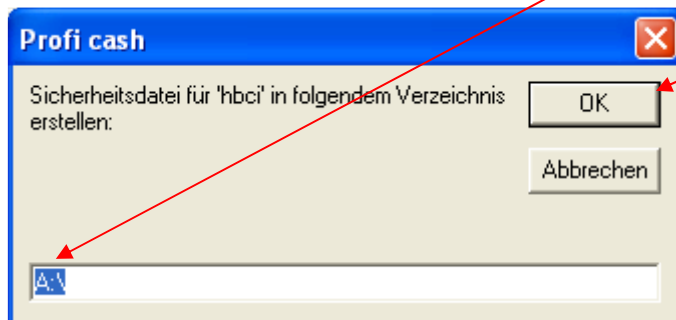 Profi cash
Sicherheitsdatei für 'hbci' in folgendem Verzeichnis
erstellen:
OK
Abbrechen
A:\